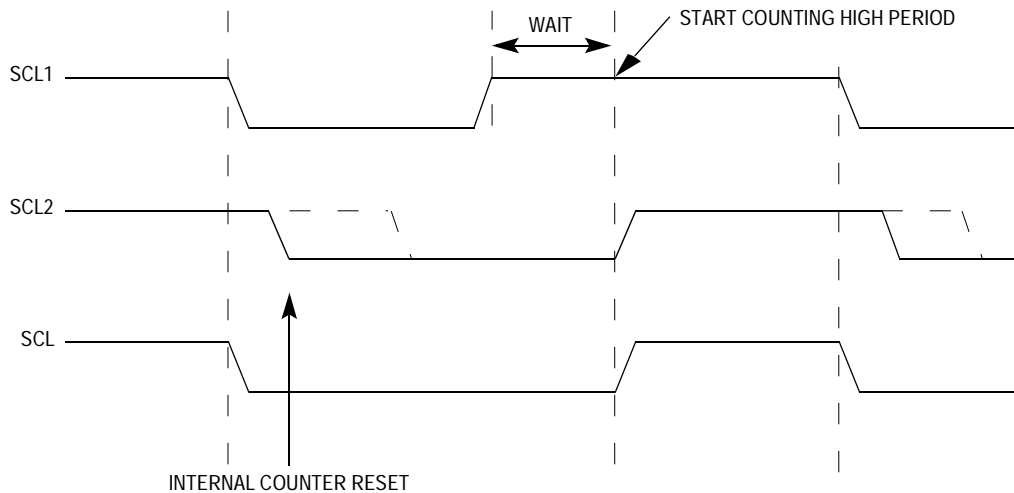 START COUNTING HIGH PERIOD
WAIT
SCL1
SCL2
SCL
INTERNAL COUNTER RESET